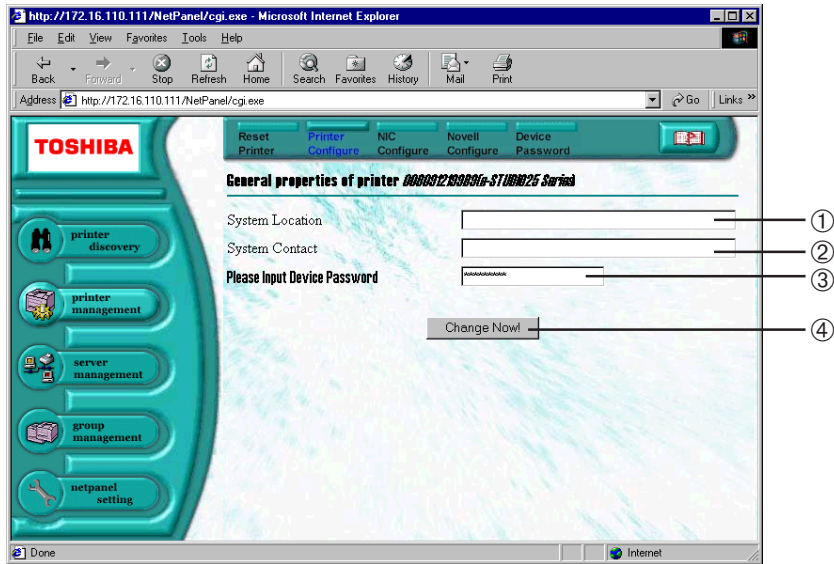 http://172.16.110.111/NetPanel/cgi.exe - Microsoft Internet Explorer
File Edit View Favorites Tools Help
Back Forward Stop Refresh Home Search Favorites History Mail Print
Address http://172.16.110.111/NetPanel/cgi.exe Go Links »
TOSHIBA
Reset Printer
Printer Configure
NIC Configure
Novell Configure
Device Password
General properties of printer
System Location
①
System Contact
②
Please Input Device Password *********
③
Change Now!
④
printer discovery
printer management
server management
group management
netpanel setting
Done Internet